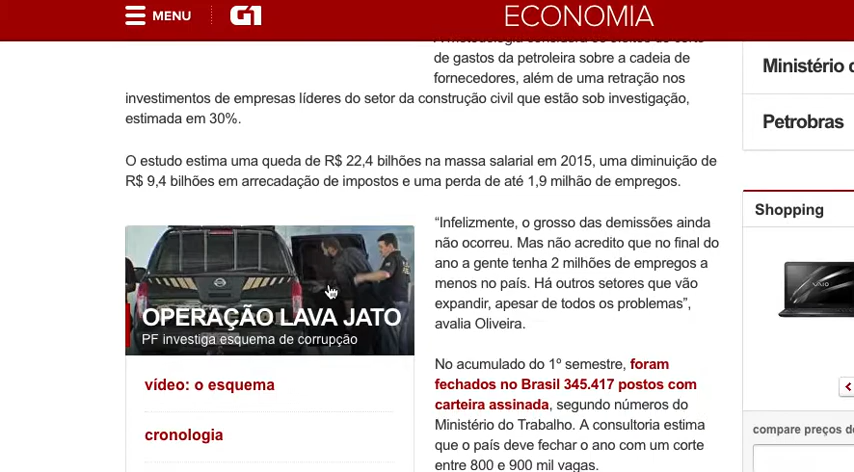 MENU
G1
ECONOMIA
A metodologia considera os efeitos do corte
de gastos da petroleira sobre a cadeia de
fornecedores, além de uma retração nos
investimentos de empresas líderes do setor da construção civil que estão sob investigação,
estimada em 30%.
O estudo estima uma queda de R$ 22,4 bilhões na massa salarial em 2015, uma diminuição de
R$ 9,4 bilhões em arrecadação de impostos e uma perda de até 1,9 milhão de empregos.
OPERAÇÃO LAVA JATO
PF investiga esquema de corrupção
vídeo: o esquema
cronologia
“Infelizmente, o grosso das demissões ainda
não ocorreu. Mas não acredito que no final do
ano a gente tenha 2 milhões de empregos a
menos no país. Há outros setores que vão
expandir, apesar de todos os problemas”,
avalia Oliveira.
No acumulado do 1º semestre, foram
fechados no Brasil 345.417 postos com
carteira assinada, segundo números do
Ministério do Trabalho. A consultoria estima
que o país deve fechar o ano com um corte
entre 800 e 900 mil vagas.
Ministério d
Petrobras
Shopping
VAIO
compare preços de